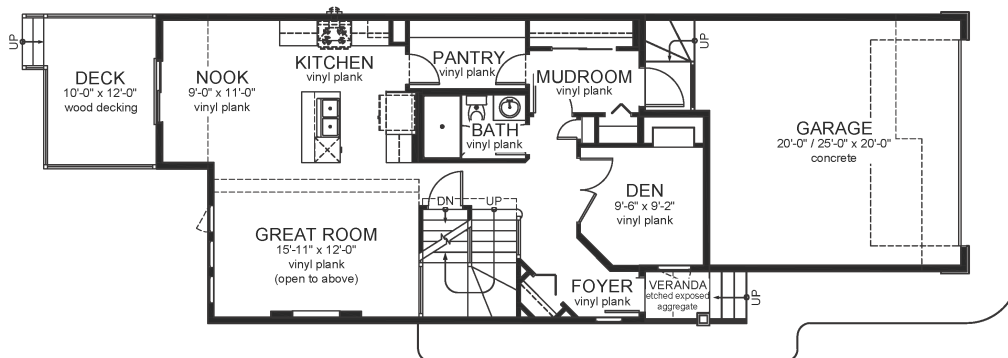 UP
DECK
10'-0" x 12'-0"
wood decking
NOOK
9'-0" x 11'-0"
vinyl plank
KITCHEN
vinyl plank
PANTRY
vinyl plank
MUDROOM
vinyl plank
UP
BATH
vinyl plank
GARAGE
20'-0" / 25'-0" x 20'-0"
concrete
DEN
9'-6" x 9'-2"
vinyl plank
DN
UP
GREAT ROOM
15'-11" x 12'-0"
vinyl plank
(open to above)
FOYER
vinyl plank
VERANDA
etched exposed
aggregate
UP